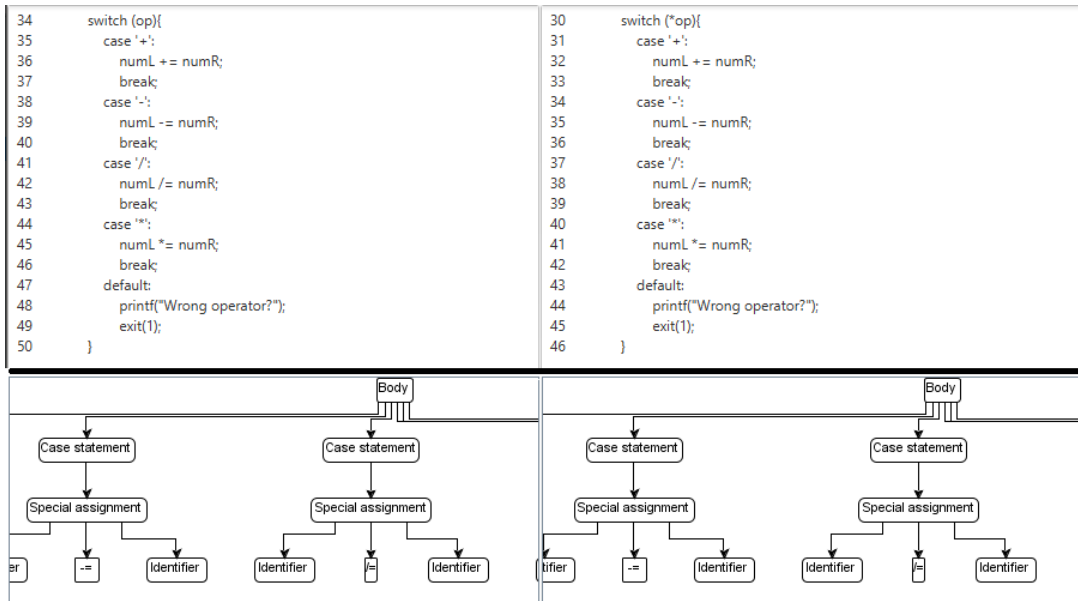 34 switch (op){
35 case '+':
36 numL += numR;
37 break;
38 case '-':
39 numL -= numR;
40 break;
41 case '/':
42 numL /= numR;
43 break;
44 case '*':
45 numL *= numR;
46 break;
47 default:
48 printf("Wrong operator?");
49 exit(1);
50 }
30 switch (*op){
31 case '+':
32 numL += numR;
33 break;
34 case '-':
35 numL -= numR;
36 break;
37 case '/':
38 numL /= numR;
39 break;
40 case '*':
41 numL *= numR;
42 break;
43 default:
44 printf("Wrong operator?");
45 exit(1);
46 }
Body
Case statement Case statement
Special assignment Special assignment
er -= Identifier Identifier /= Identifier
Body
Case statement Case statement
Special assignment Special assignment
tifier -= Identifier Identifier /= Identifier